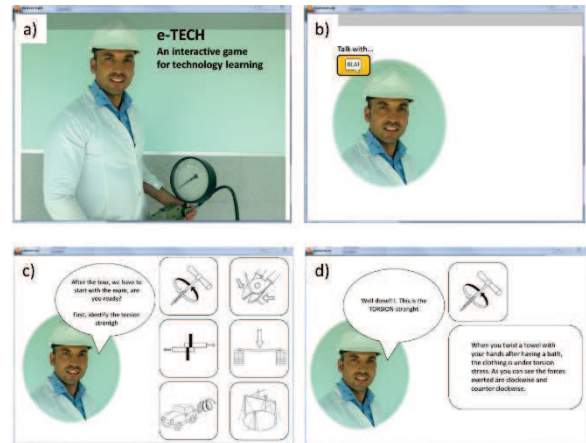 a)
e-TECH
An interactive game
for technology learning
b)
Talk with...
BLA!
c)
After the tour, we have to
start with the exam, are
you ready?
First, identify the torsion
strentgh
d)
Well done!! !. This is the
TORSION straight
When you twist a towel with
your hands after having a bath,
the clothing is under torsion
stress. As you can see the forces
exerted are clockwise and
counter clockwise.